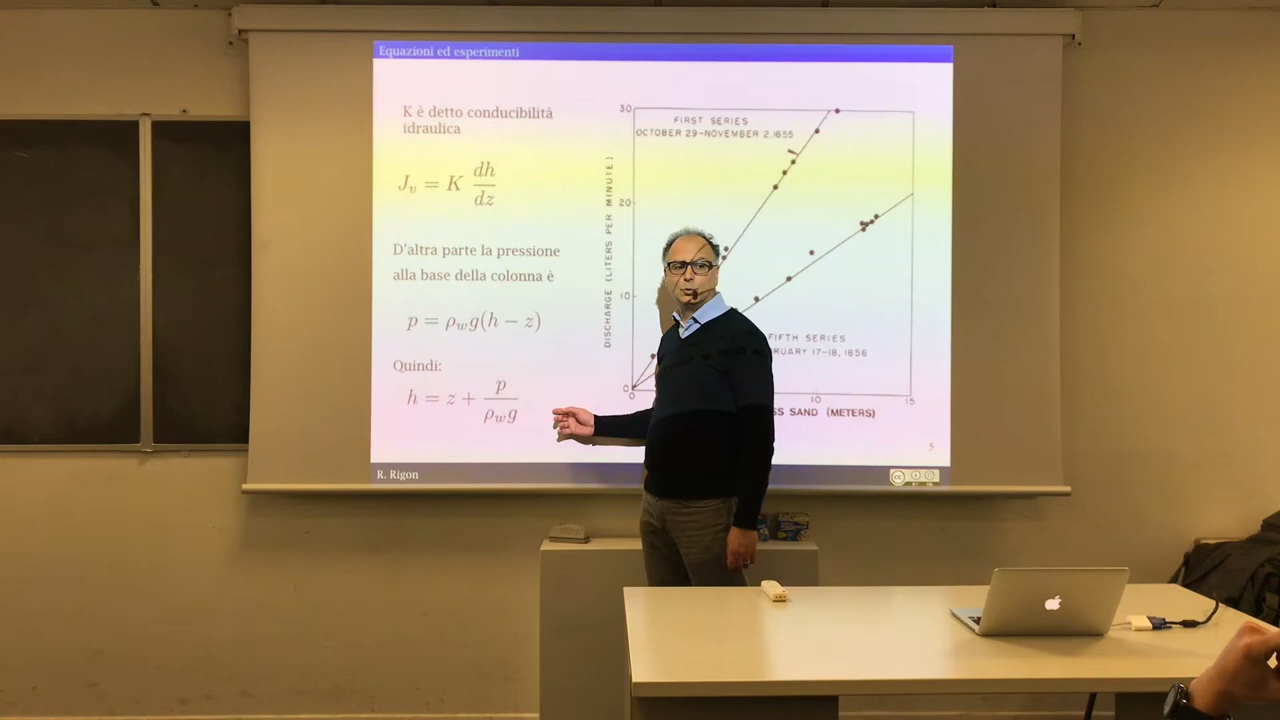 Equazioni ed esperimenti
K è detto conducibilità
idraulica
J_v = K dh/dz
D'altra parte la pressione
alla base della colonna è
p = ρ_w g(h − z)
Quindi:
h = z + p/ρ_w g
30
FIRST SERIES
OCTOBER 29-NOVEMBER 2, 1855
20
DISCHARGE (LITERS PER MINUTE)
10
FIFTH SERIES
17-18, 1856
0
0
10
15
SAND (METERS)
5
R. Rigon
cc